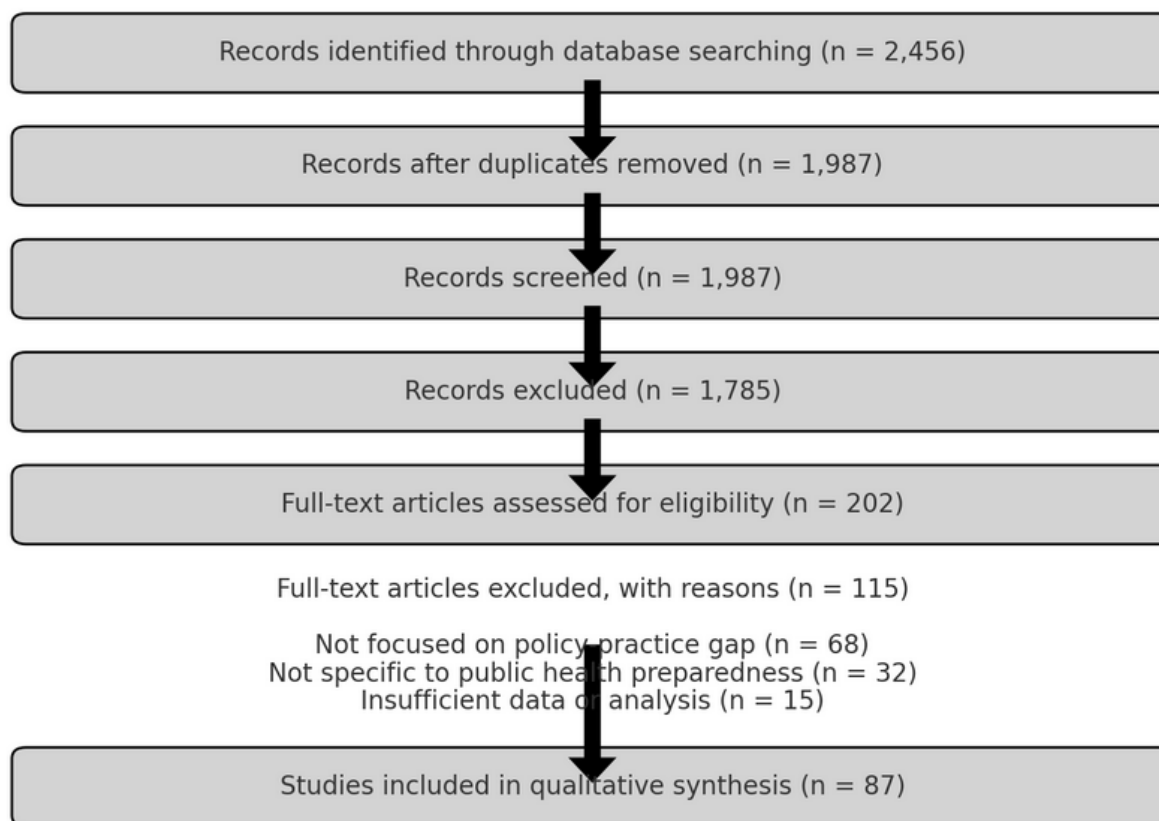 Records identified through database searching (n = 2,456)
Records after duplicates removed (n = 1,987)
Records screened (n = 1,987)
Records excluded (n = 1,785)
Full-text articles assessed for eligibility (n = 202)
Full-text articles excluded, with reasons (n = 115)
Not focused on policy-practice gap (n = 68)
Not specific to public health preparedness (n = 32)
Insufficient data or analysis (n = 15)
Studies included in qualitative synthesis (n = 87)